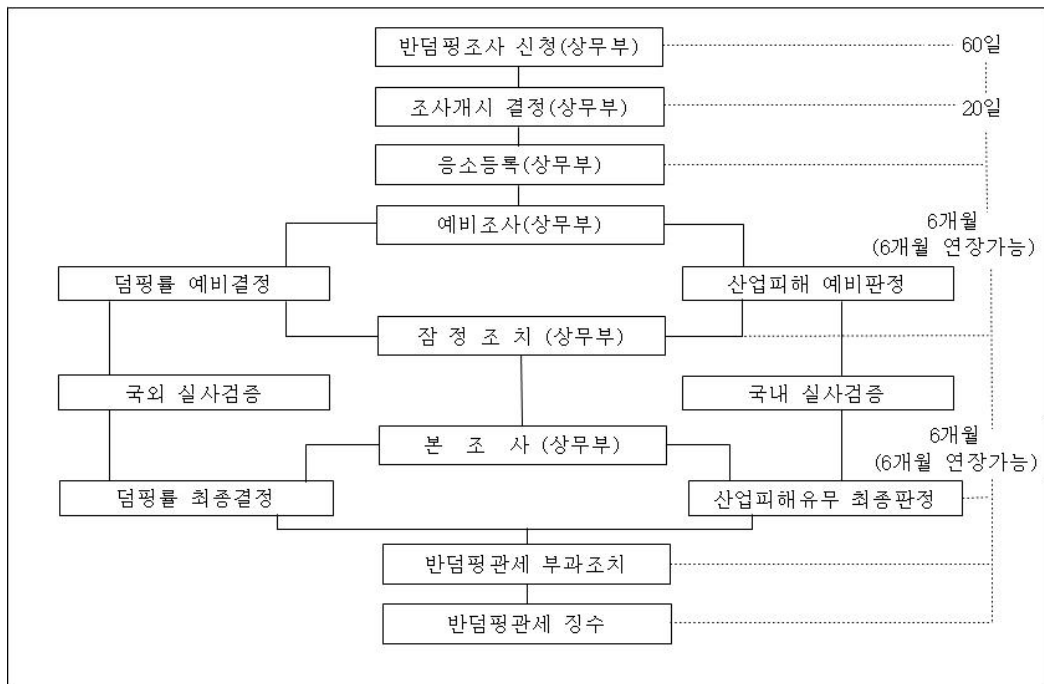 반덤핑조사 신청(상무부)
60일
조사개시 결정(상무부)
20일
응소등록(상무부)
예비조사(상무부)
6개월
(6개월 연장가능)
덤핑률 예비결정
산업피해 예비판정
잠 정 조 치 (상무부)
국외 실사검증
국내 실사검증
본 조 사 (상무부)
6개월
(6개월 연장가능)
덤핑률 최종결정
산업피해유무 최종판정
반덤핑관세 부과조치
반덤핑관세 징수